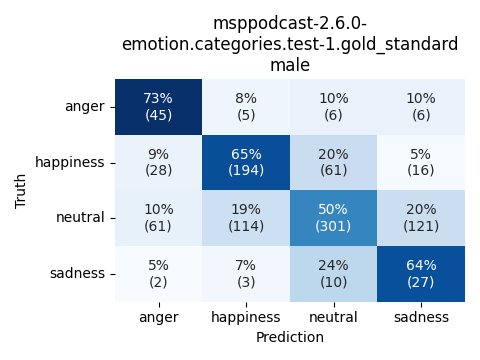 msppodcast-2.6.0-
emotion.categories.test-1.gold_standard
male
Truth
anger
73% 8% 10% 10%
(45) (5) (6) (6)
happiness
9% 65% 20% 5%
(28) (194) (61) (16)
neutral
10% 19% 50% 20%
(61) (114) (301) (121)
sadness
5% 7% 24% 64%
(2) (3) (10) (27)
anger happiness neutral sadness
Prediction